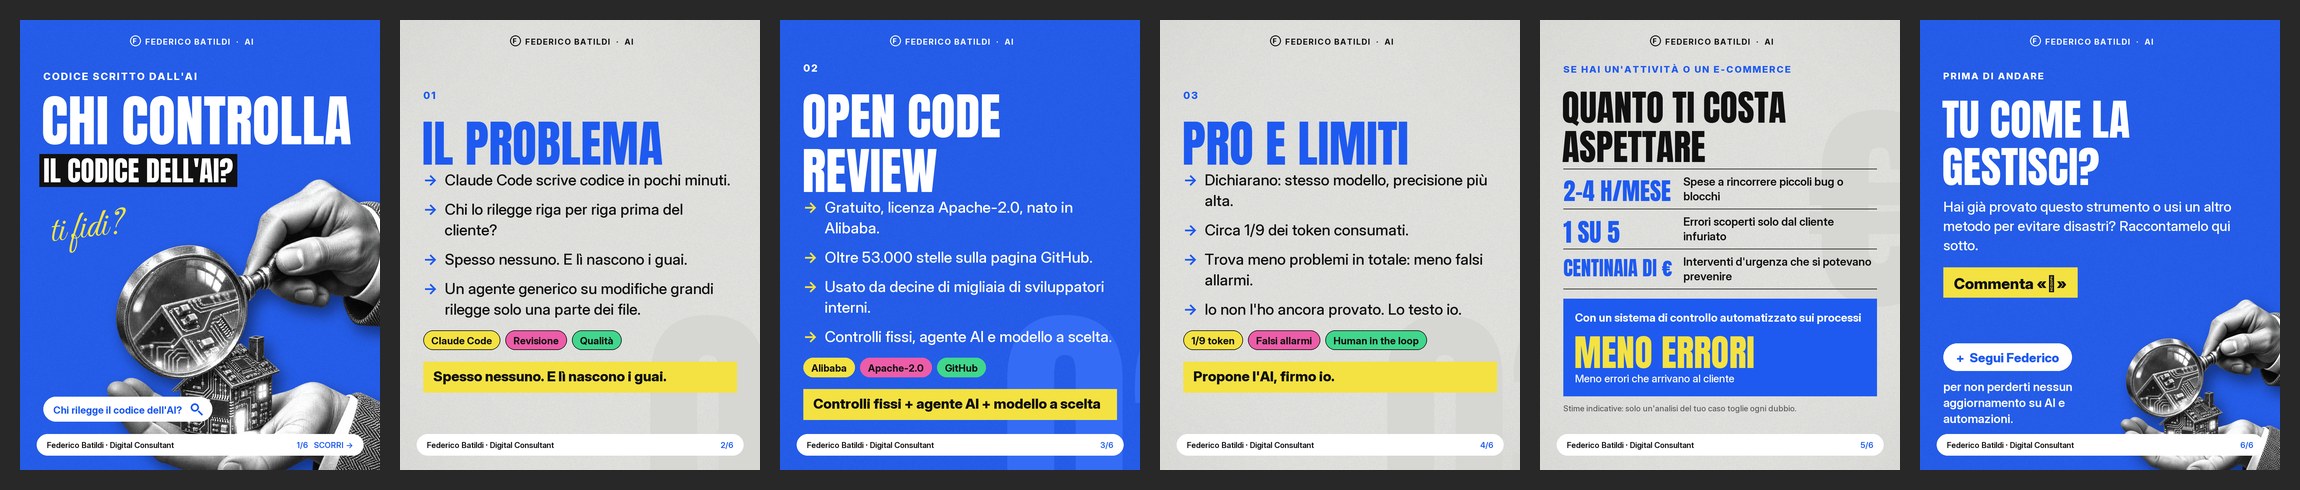 FEDERICO BATILDI · AI
CODICE SCRITTO DALL'AI
CHI CONTROLLA
IL CODICE DELL'AI?
ti fidi?
Chi rilegge il codice dell'AI?
Federico Batildi · Digital Consultant
1/6 SCORRI →
FEDERICO BATILDI · AI
01
IL PROBLEMA
→ Claude Code scrive codice in pochi minuti.
→ Chi lo rilegge riga per riga prima del
cliente?
→ Spesso nessuno. E lì nascono i guai.
→ Un agente generico su modifiche grandi
rilegge solo una parte dei file.
Claude Code
Revisione
Qualità
Spesso nessuno. E lì nascono i guai.
Federico Batildi · Digital Consultant
2/6
FEDERICO BATILDI · AI
02
OPEN CODE
REVIEW
→ Gratuito, licenza Apache-2.0, nato in
Alibaba.
→ Oltre 53.000 stelle sulla pagina GitHub.
→ Usato da decine di migliaia di sviluppatori
interni.
→ Controlli fissi, agente AI e modello a scelta.
Alibaba
Apache-2.0
GitHub
Controlli fissi + agente AI + modello a scelta
Federico Batildi · Digital Consultant
3/6
FEDERICO BATILDI · AI
03
PRO E LIMITI
→ Dichiarano: stesso modello, precisione più
alta.
→ Circa 1/9 dei token consumati.
→ Trova meno problemi in totale: meno falsi
allarmi.
→ Io non l'ho ancora provato. Lo testo io.
1/9 token
Falsi allarmi
Human in the loop
Propone l'AI, firmo io.
Federico Batildi · Digital Consultant
4/6
FEDERICO BATILDI · AI
SE HAI UN'ATTIVITÀ O UN E-COMMERCE
QUANTO TI COSTA
ASPETTARE
2-4 H/MESE
Spese a rincorrere piccoli bug o
blocchi
1 SU 5
Errori scoperti solo dal cliente
infuriato
CENTINAIA DI €
Interventi d'urgenza che si potevano
prevenire
Con un sistema di controllo automatizzato sui processi
MENO ERRORI
Meno errori che arrivano al cliente
Stime indicative: solo un'analisi del tuo caso toglie ogni dubbio.
Federico Batildi · Digital Consultant
5/6
FEDERICO BATILDI · AI
PRIMA DI ANDARE
TU COME LA
GESTISCI?
Hai già provato questo strumento o usi un altro
metodo per evitare disastri? Raccontamelo qui
sotto.
Commenta «▯»
+ Segui Federico
per non perderti nessun
aggiornamento su AI e
automazioni.
Federico Batildi · Digital Consultant
6/6